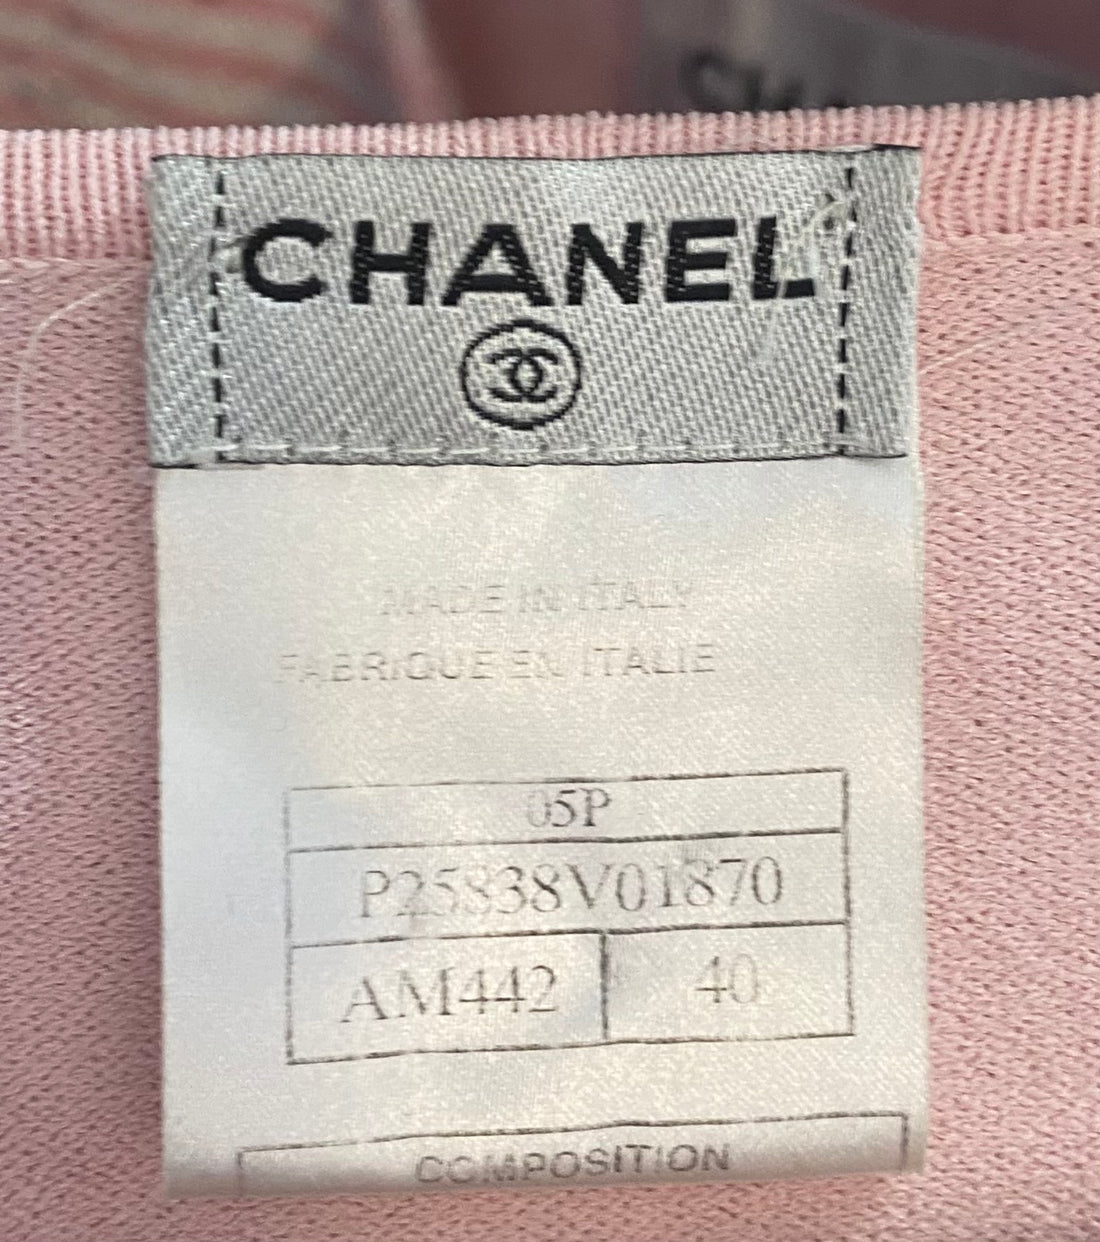 CHANEL
MADE IN ITALY
FABRIQUE EN ITALIE
05P
P25838V01870
AM442 40
COMPOSITION